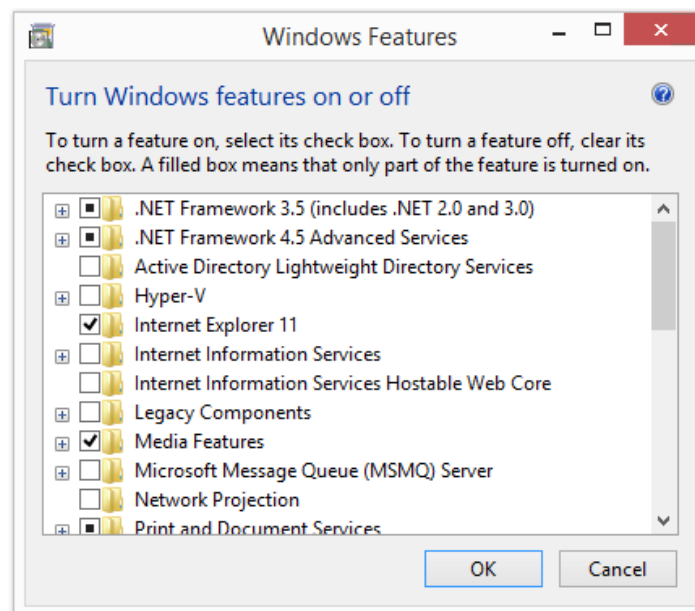 Windows Features
Turn Windows features on or off
To turn a feature on, select its check box. To turn a feature off, clear its
check box. A filled box means that only part of the feature is turned on.
.NET Framework 3.5 (includes .NET 2.0 and 3.0)
.NET Framework 4.5 Advanced Services
Active Directory Lightweight Directory Services
Hyper-V
Internet Explorer 11
Internet Information Services
Internet Information Services Hostable Web Core
Legacy Components
Media Features
Microsoft Message Queue (MSMQ) Server
Network Projection
Print and Document Services
OK Cancel